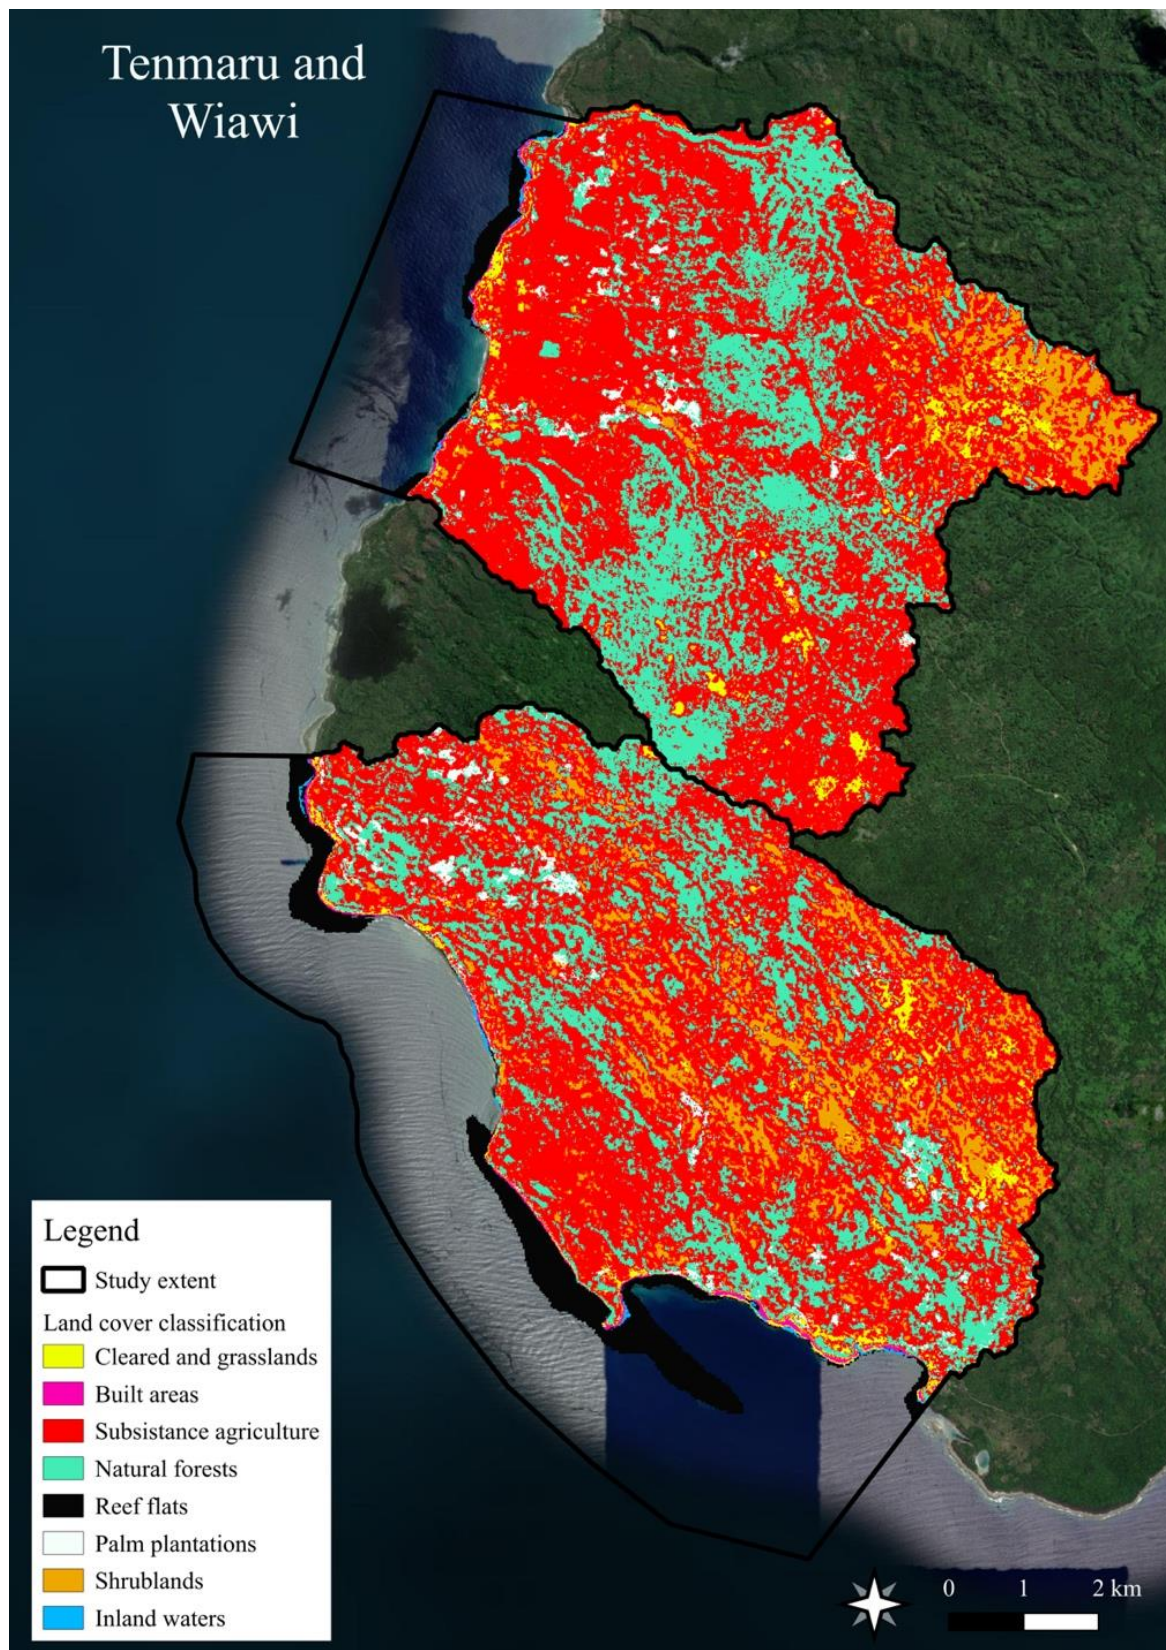 Tenmaru and
Wiawi
Legend
Study extent
Land cover classification
Cleared and grasslands
Built areas
Subsistance agriculture
Natural forests
Reef flats
Palm plantations
Shrublands
Inland waters
0 1 2 km